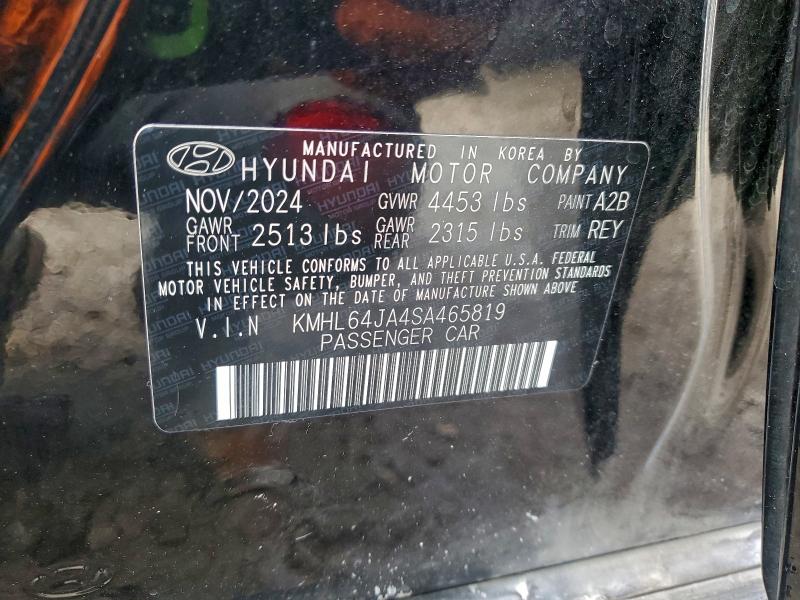 MANUFACTURED IN KOREA BY
HYUNDAI MOTOR COMPANY
NOV/2024 GVWR 4453 lbs PAINT A2B
GAWR FRONT 2513 lbs GAWR REAR 2315 lbs TRIM REY
THIS VEHICLE CONFORMS TO ALL APPLICABLE U.S.A. FEDERAL
MOTOR VEHICLE SAFETY, BUMPER, AND THEFT PREVENTION STANDARDS
IN EFFECT ON THE DATE OF MANUFACTURE SHOWN ABOVE
V.I.N KMHL64JA4SA465819
PASSENGER CAR